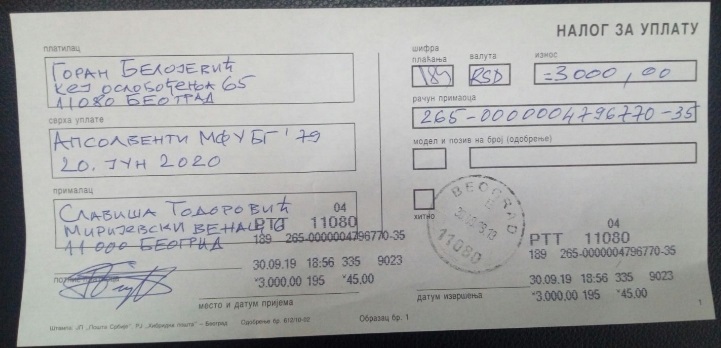 НАЛОГ ЗА УПЛАТУ
платилац
Горан Белојевић
Кеј ослобођења 65
11080 Београд
сврха уплате
Апсолвенти МФУБГ '79
20. јун 2020
прималац
Славиша Тодоровић
Миријевски венац
11000 Београд
04
PTT 11080
189 265-0000004796770-35
30.09.19 18:56 335 9023
*3.000,00 195 *45,00
место и датум пријема
шифра плаћања
189
валута
RSD
износ
=3000,00
рачун примаоца
265-0000004796770-35
модел и позив на број (одобрење)
хитно
BEOGRAD
11080
04
PTT 11080
189 265-0000004796770-35
30.09.19 18:56 335 9023
*3.000,00 195 *45,00
датум извршења
Образац бр. 1
1